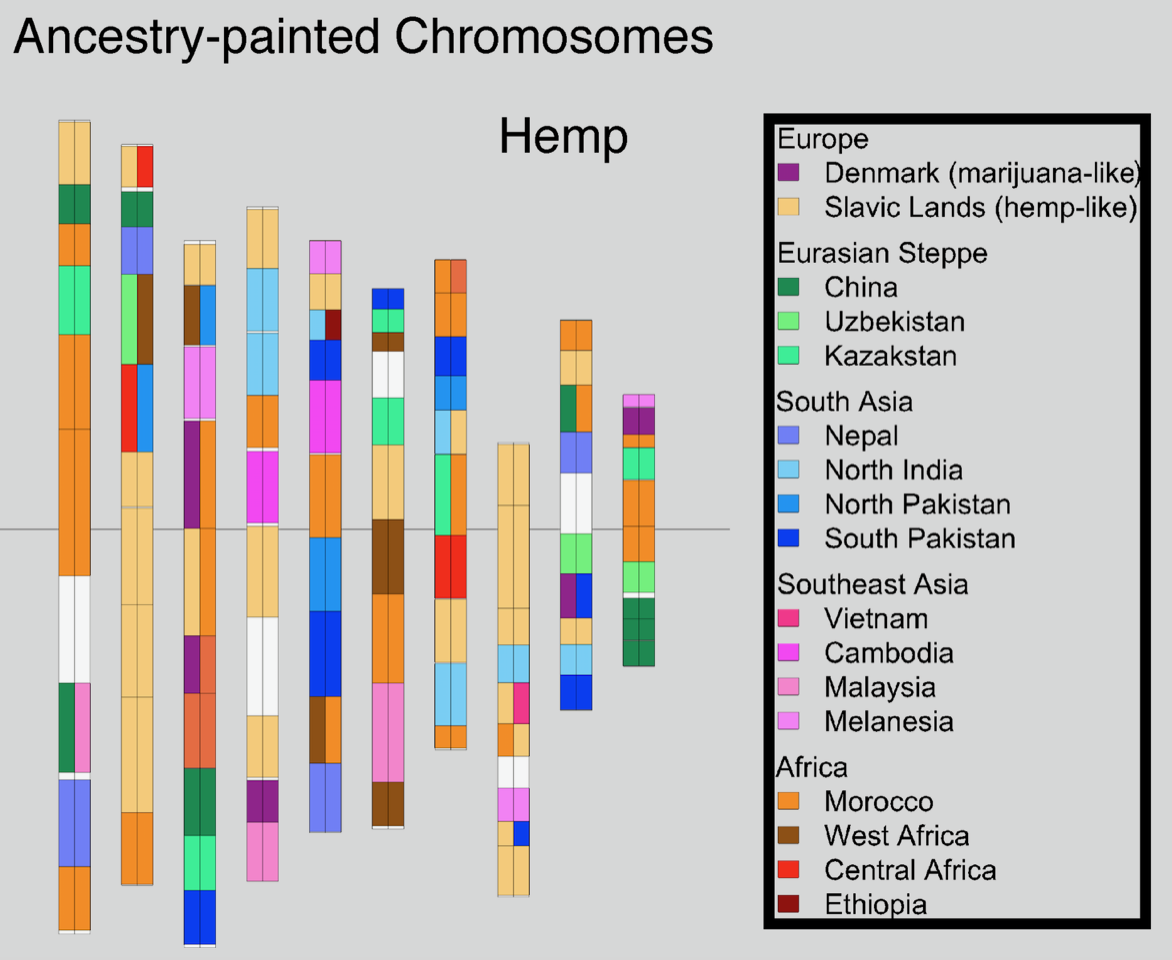 Ancestry-painted Chromosomes
Hemp
Europe
Denmark (marijuana-like)
Slavic Lands (hemp-like)
Eurasian Steppe
China
Uzbekistan
Kazakstan
South Asia
Nepal
North India
North Pakistan
South Pakistan
Southeast Asia
Vietnam
Cambodia
Malaysia
Melanesia
Africa
Morocco
West Africa
Central Africa
Ethiopia